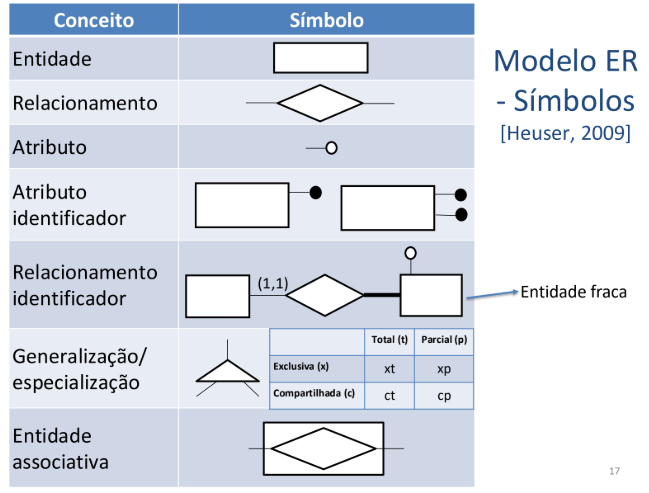 Conceito Símbolo
Entidade
Relacionamento
Atributo
Atributo
identificador
Relacionamento
identificador
(1,1)
Generalização/
especialização
Total (t) Parcial (p)
Exclusiva (x) xt xp
Compartilhada (c) ct cp
Entidade
associativa
Modelo ER
- Símbolos
[Heuser, 2009]
Entidade fraca
17